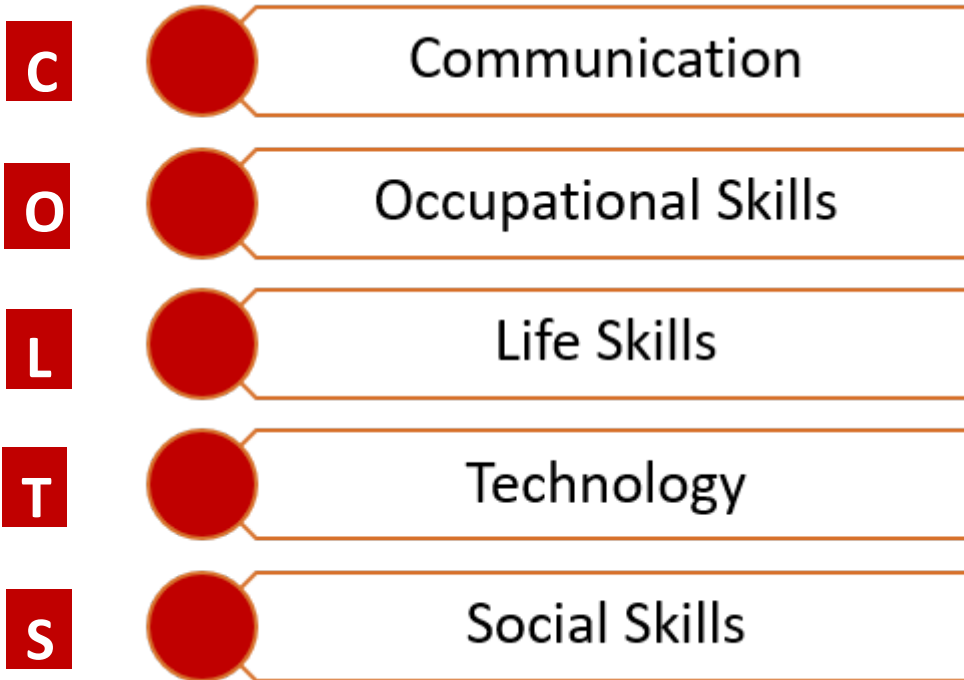 C Communication
O Occupational Skills
L Life Skills
T Technology
S Social Skills